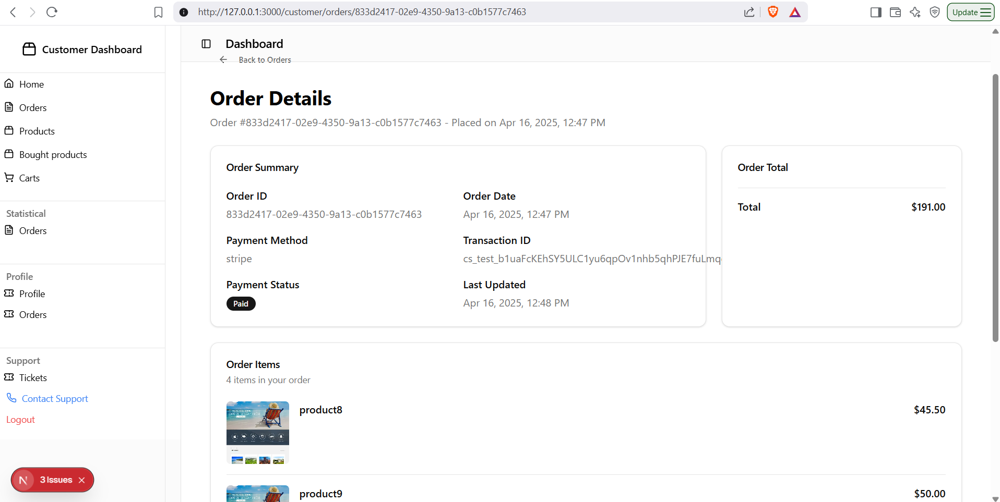 http://127.0.0.1:3000/customer/orders/833d2417-02e9-4350-9a13-c0b1577c7463
Update
Customer Dashboard
Home
Orders
Products
Bought products
Carts
Statistical
Orders
Profile
Profile
Orders
Support
Tickets
Contact Support
Logout
N
3 Issues
Dashboard
Back to Orders
Order Details
Order #833d2417-02e9-4350-9a13-c0b1577c7463 - Placed on Apr 16, 2025, 12:47 PM
Order Summary
Order ID
833d2417-02e9-4350-9a13-c0b1577c7463
Order Date
Apr 16, 2025, 12:47 PM
Payment Method
stripe
Transaction ID
cs_test_b1uaFcKEhSY5ULC1yu6qpOv1nhb5qhPJE7fuLmq
Payment Status
Paid
Last Updated
Apr 16, 2025, 12:48 PM
Order Total
Total
$191.00
Order Items
4 items in your order
product8
$45.50
product9
$50.00